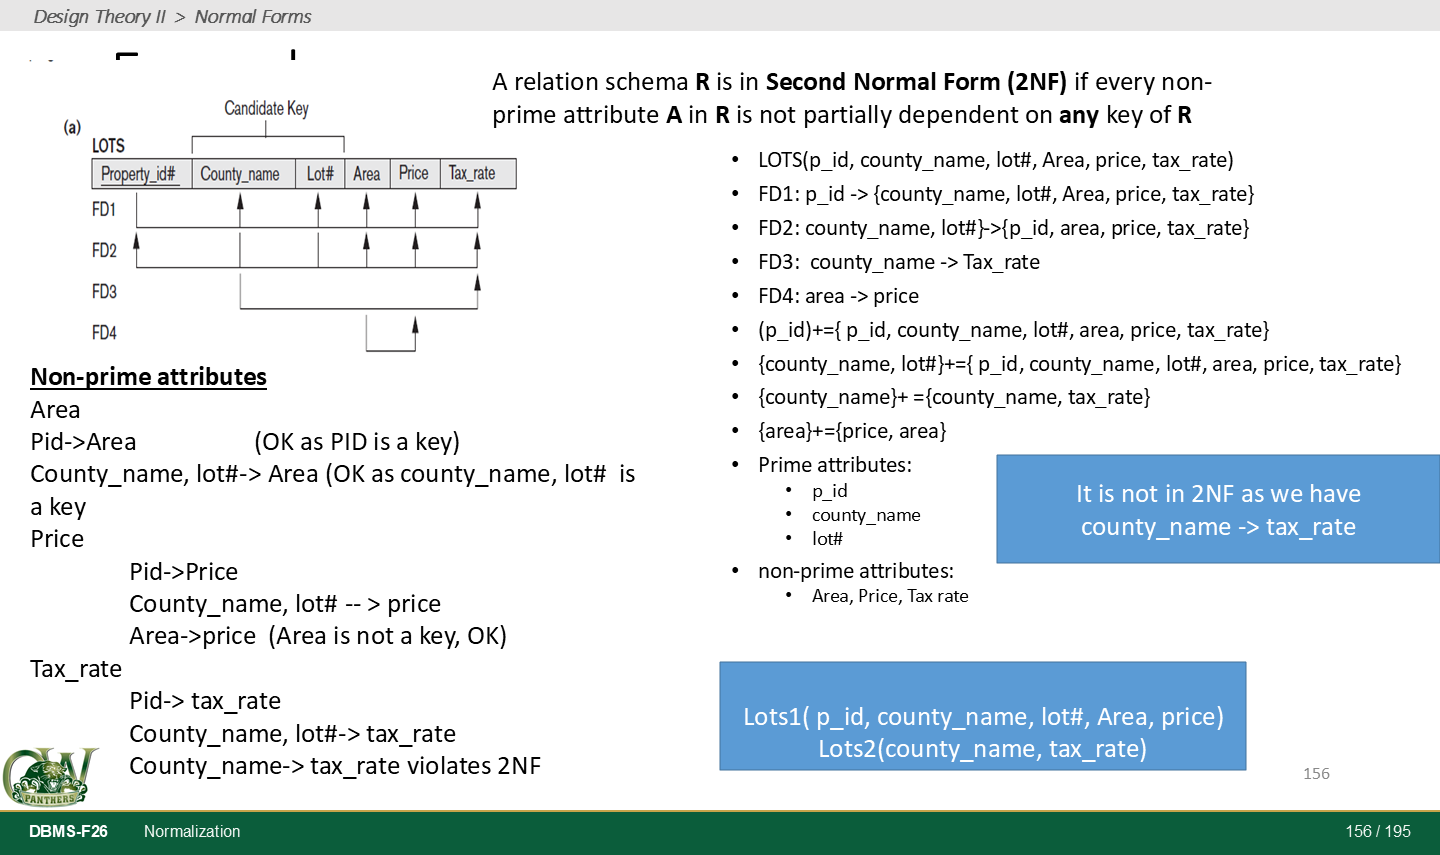 Design Theory II > Normal Forms
A relation schema R is in Second Normal Form (2NF) if every non-
prime attribute A in R is not partially dependent on any key of R
Candidate Key
(a)
LOTS
Property_id# County_name Lot# Area Price Tax_rate
FD1
FD2
FD3
FD4
Non-prime attributes
Area
Pid->Area (OK as PID is a key)
County_name, lot#-> Area (OK as county_name, lot# is
a key
Price
Pid->Price
County_name, lot# -- > price
Area->price (Area is not a key, OK)
Tax_rate
Pid-> tax_rate
County_name, lot#-> tax_rate
County_name-> tax_rate violates 2NF
• LOTS(p_id, county_name, lot#, Area, price, tax_rate)
• FD1: p_id -> {county_name, lot#, Area, price, tax_rate}
• FD2: county_name, lot#}->{p_id, area, price, tax_rate}
• FD3: county_name -> Tax_rate
• FD4: area -> price
• (p_id)+={ p_id, county_name, lot#, area, price, tax_rate}
• {county_name, lot#}+={ p_id, county_name, lot#, area, price, tax_rate}
• {county_name}+ ={county_name, tax_rate}
• {area}+={price, area}
• Prime attributes:
• p_id
• county_name
• lot#
• non-prime attributes:
• Area, Price, Tax rate
It is not in 2NF as we have
county_name -> tax_rate
Lots1( p_id, county_name, lot#, Area, price)
Lots2(county_name, tax_rate)
156
OW
PANTHERS
DBMS-F26 Normalization 156 / 195